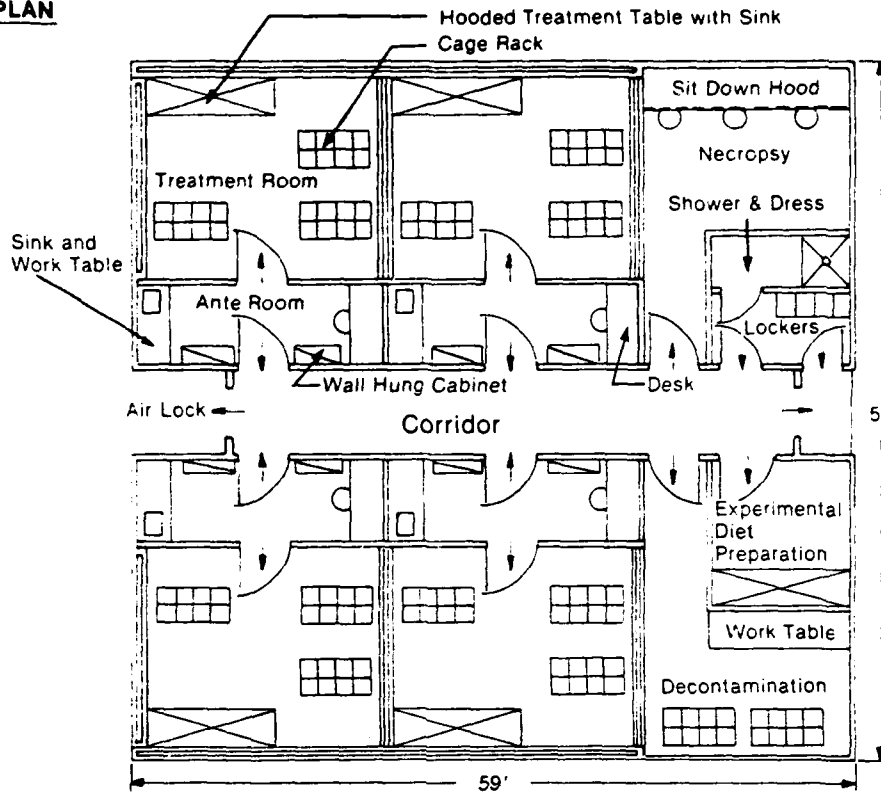 PLAN
Hooded Treatment Table with Sink
Cage Rack
Sit Down Hood
Necropsy
Treatment Room
Shower & Dress
Sink and
Work Table
Ante Room
Lockers
Wall Hung Cabinet
Desk
Air Lock
Corridor
5
Experimental
Diet
Preparation
Work Table
Decontamination
59'